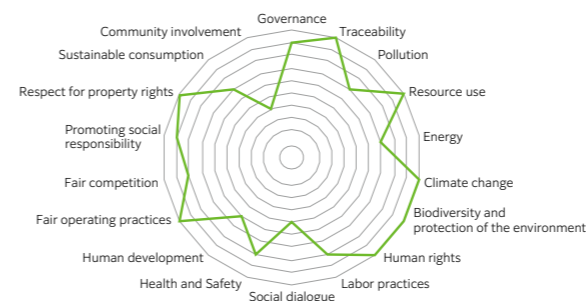 Governance
Traceability
Pollution
Resource use
Energy
Climate change
Biodiversity and
protection of the environment
Human rights
Labor practices
Social dialogue
Health and Safety
Human development
Fair operating practices
Fair competition
Promoting social
responsibility
Respect for property rights
Sustainable consumption
Community involvement